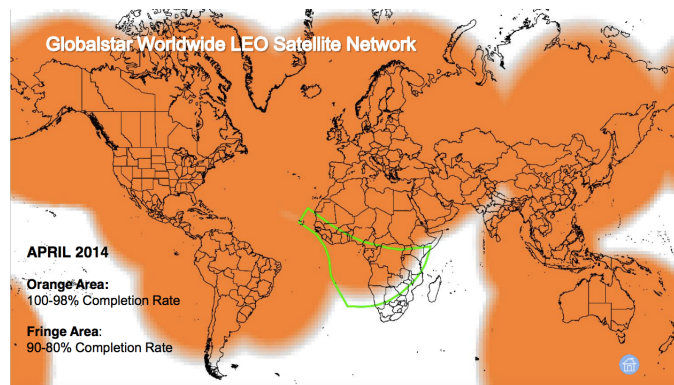 Globalstar Worldwide LEO Satellite Network
APRIL 2014
Orange Area:
100-98% Completion Rate
Fringe Area:
90-80% Completion Rate